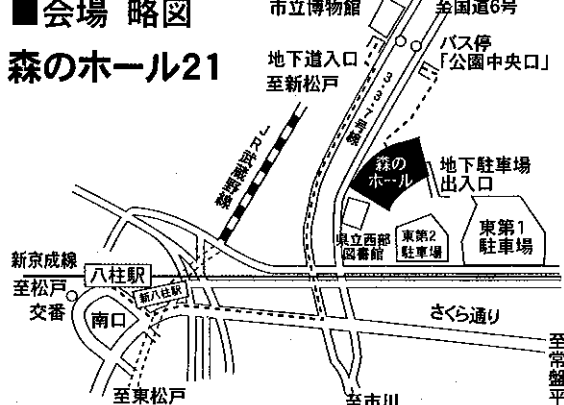 ■会場 略図
森のホール21
市立博物館
至国道6号
バス停
「公園中央口」
地下道入口
至新松戸
3・3・7号線
JR武蔵野線
森の
ホール
地下駐車場
出入口
県立西部
図書館
東第2
駐車場
東第1
駐車場
新京成線
八柱駅
新八柱駅
至松戸
交番
南口
さくら通り
至常盤平
至東松戸
至市川